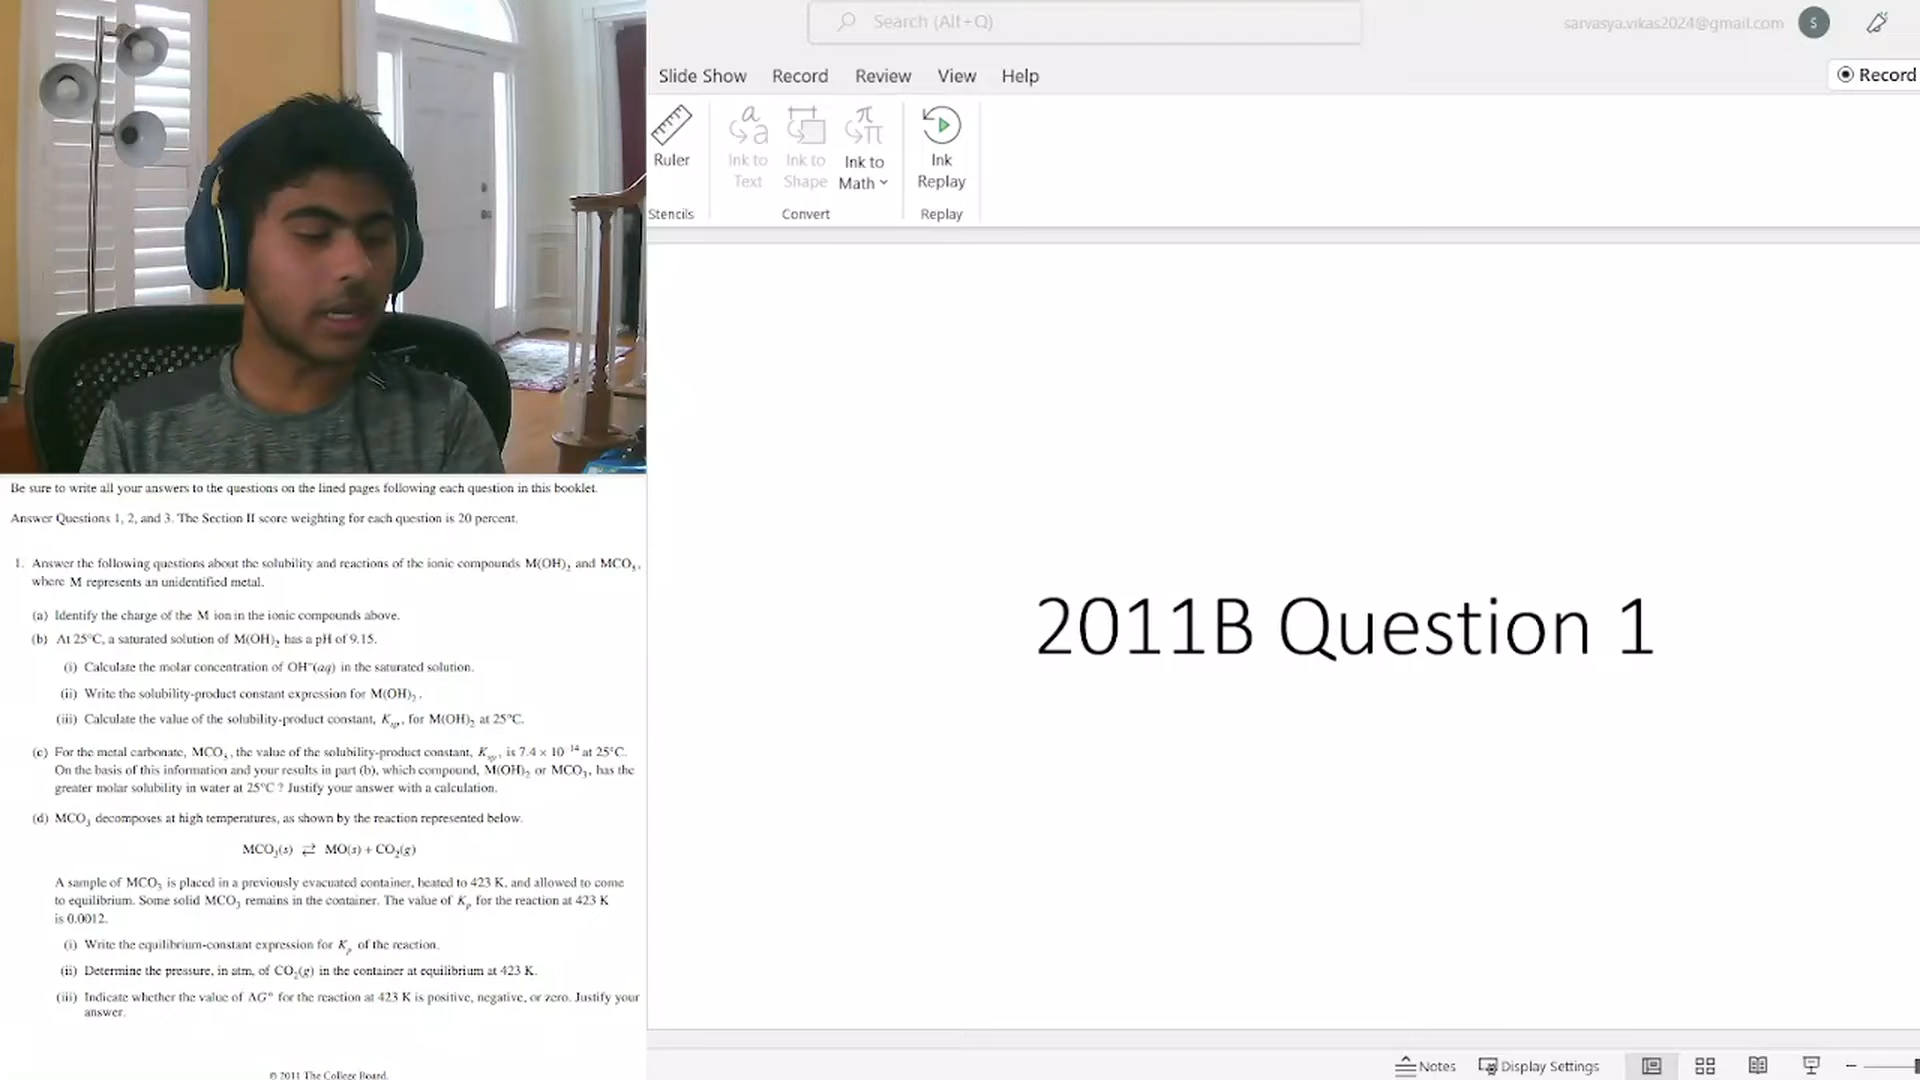 Search (Alt+Q)
sarvasya.vikas2024@gmail.com
S
Slide Show Record Review View Help
Record
Ruler
Ink to Text
Ink to Shape
Ink to Math
Ink Replay
Stencils
Convert
Replay
2011B Question 1
Be sure to write all your answers to the questions on the lined pages following each question in this booklet.
Answer Questions 1, 2, and 3. The Section II score weighting for each question is 20 percent.
1. Answer the following questions about the solubility and reactions of the ionic compounds M(OH)₂ and MCO₃,
where M represents an unidentified metal.
(a) Identify the charge of the M ion in the ionic compounds above.
(b) At 25°C, a saturated solution of M(OH)₂ has a pH of 9.15.
(i) Calculate the molar concentration of OH⁻(aq) in the saturated solution.
(ii) Write the solubility-product constant expression for M(OH)₂.
(iii) Calculate the value of the solubility-product constant, Ksp, for M(OH)₂ at 25°C.
(c) For the metal carbonate, MCO₃, the value of the solubility-product constant, Ksp, is 7.4 × 10⁻¹⁴ at 25°C.
On the basis of this information and your results in part (b), which compound, M(OH)₂ or MCO₃, has the
greater molar solubility in water at 25°C ? Justify your answer with a calculation.
(d) MCO₃ decomposes at high temperatures, as shown by the reaction represented below.
MCO₃(s) ⇄ MO(s) + CO₂(g)
A sample of MCO₃ is placed in a previously evacuated container, heated to 423 K, and allowed to come
to equilibrium. Some solid MCO₃ remains in the container. The value of Kp for the reaction at 423 K
is 0.0012.
(i) Write the equilibrium-constant expression for Kp of the reaction.
(ii) Determine the pressure, in atm, of CO₂(g) in the container at equilibrium at 423 K.
(iii) Indicate whether the value of ΔG° for the reaction at 423 K is positive, negative, or zero. Justify your
answer.
© 2011 The College Board.
Notes
Display Settings